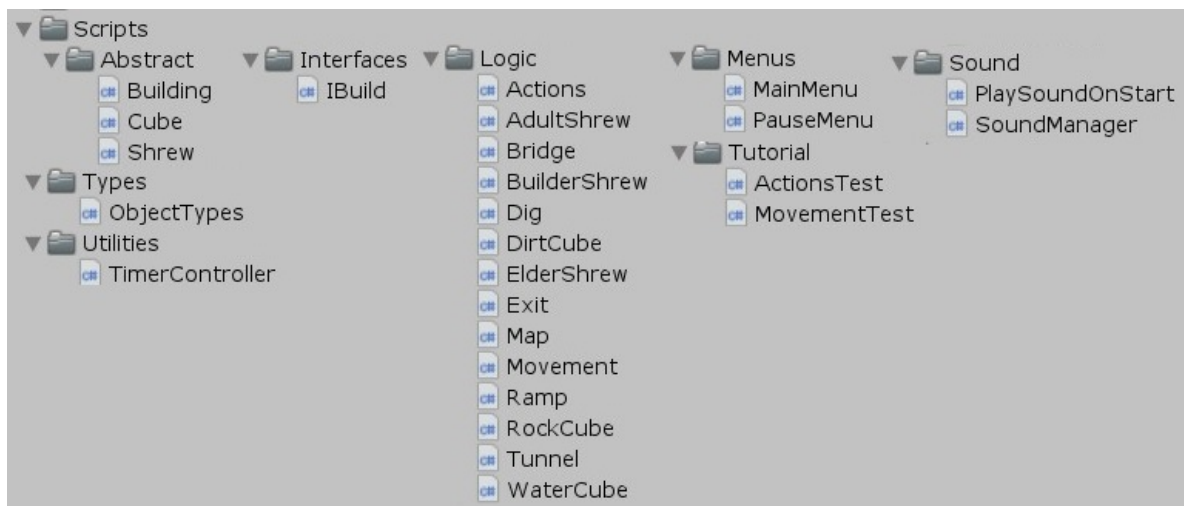 Scripts
Abstract
Building
Cube
Shrew
Types
ObjectTypes
Utilities
TimerController
Interfaces
IBuild
Logic
Actions
AdultShrew
Bridge
BuilderShrew
Dig
DirtCube
ElderShrew
Exit
Map
Movement
Ramp
RockCube
Tunnel
WaterCube
Menus
MainMenu
PauseMenu
Tutorial
ActionsTest
MovementTest
Sound
PlaySoundOnStart
SoundManager